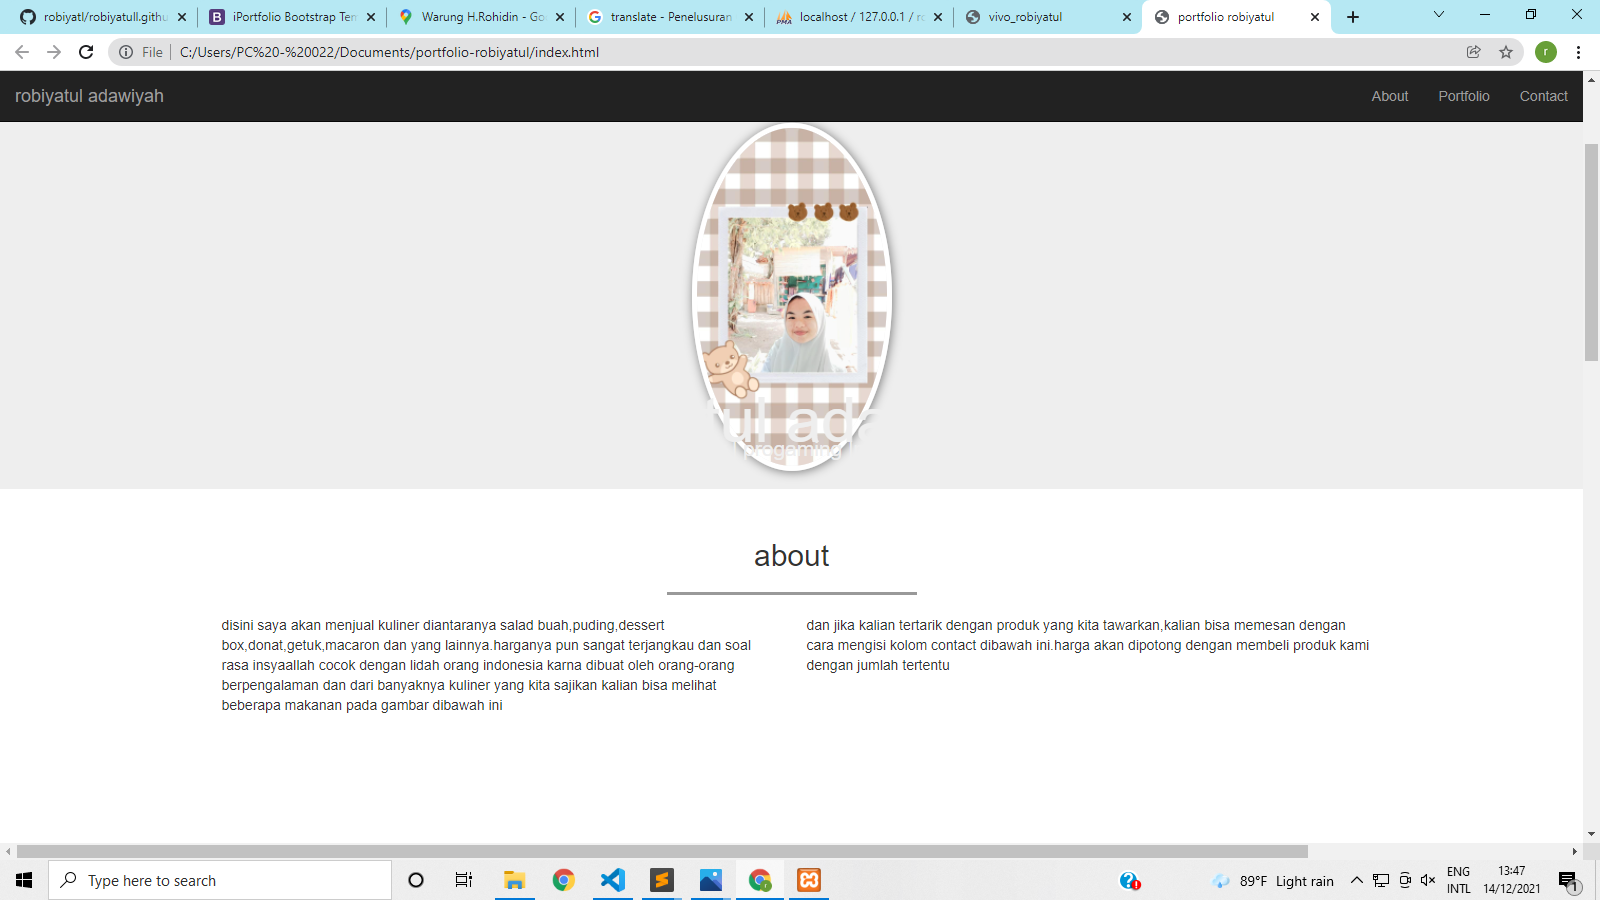 robiyatl/robiyatull.githu
iPortfolio Bootstrap Tem
Warung H.Rohidin - Go
translate - Penelusuran
localhost / 127.0.0.1 / ro
vivo_robiyatul
portfolio robiyatul
File
C:/Users/PC%20-%20022/Documents/portfolio-robiyatul/index.html
r
robiyatul adawiyah
About
Portfolio
Contact
ful ada
progaming
about
disini saya akan menjual kuliner diantaranya salad buah,puding,dessert
box,donat,getuk,macaron dan yang lainnya.harganya pun sangat terjangkau dan soal
rasa insyaallah cocok dengan lidah orang indonesia karna dibuat oleh orang-orang
berpengalaman dan dari banyaknya kuliner yang kita sajikan kalian bisa melihat
beberapa makanan pada gambar dibawah ini
dan jika kalian tertarik dengan produk yang kita tawarkan,kalian bisa memesan dengan
cara mengisi kolom contact dibawah ini.harga akan dipotong dengan membeli produk kami
dengan jumlah tertentu
Type here to search
89°F Light rain
ENG
INTL
13:47
14/12/2021
1